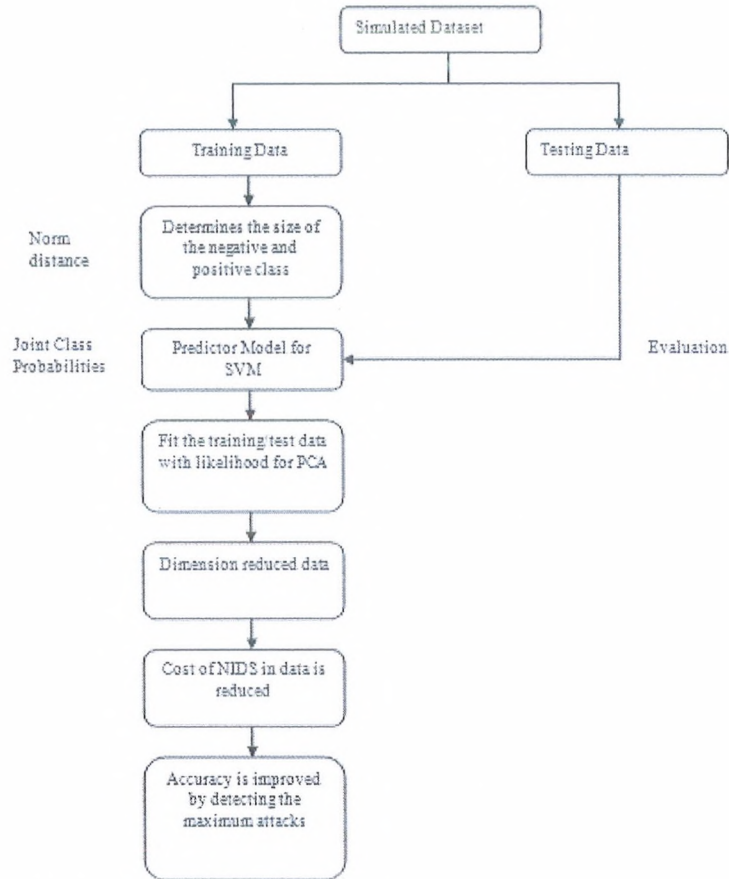 Simulated Dataset
Training Data
Testing Data
Norm
distance
Determines the size of
the negative and
positive class
Joint Class
Probabilities
Predictor Model for
SVM
Evaluation
Fit the training/test data
with likelihood for PCA
Dimension reduced data
Cost of NIDS in data is
reduced
Accuracy is improved
by detecting the
maximum attacks